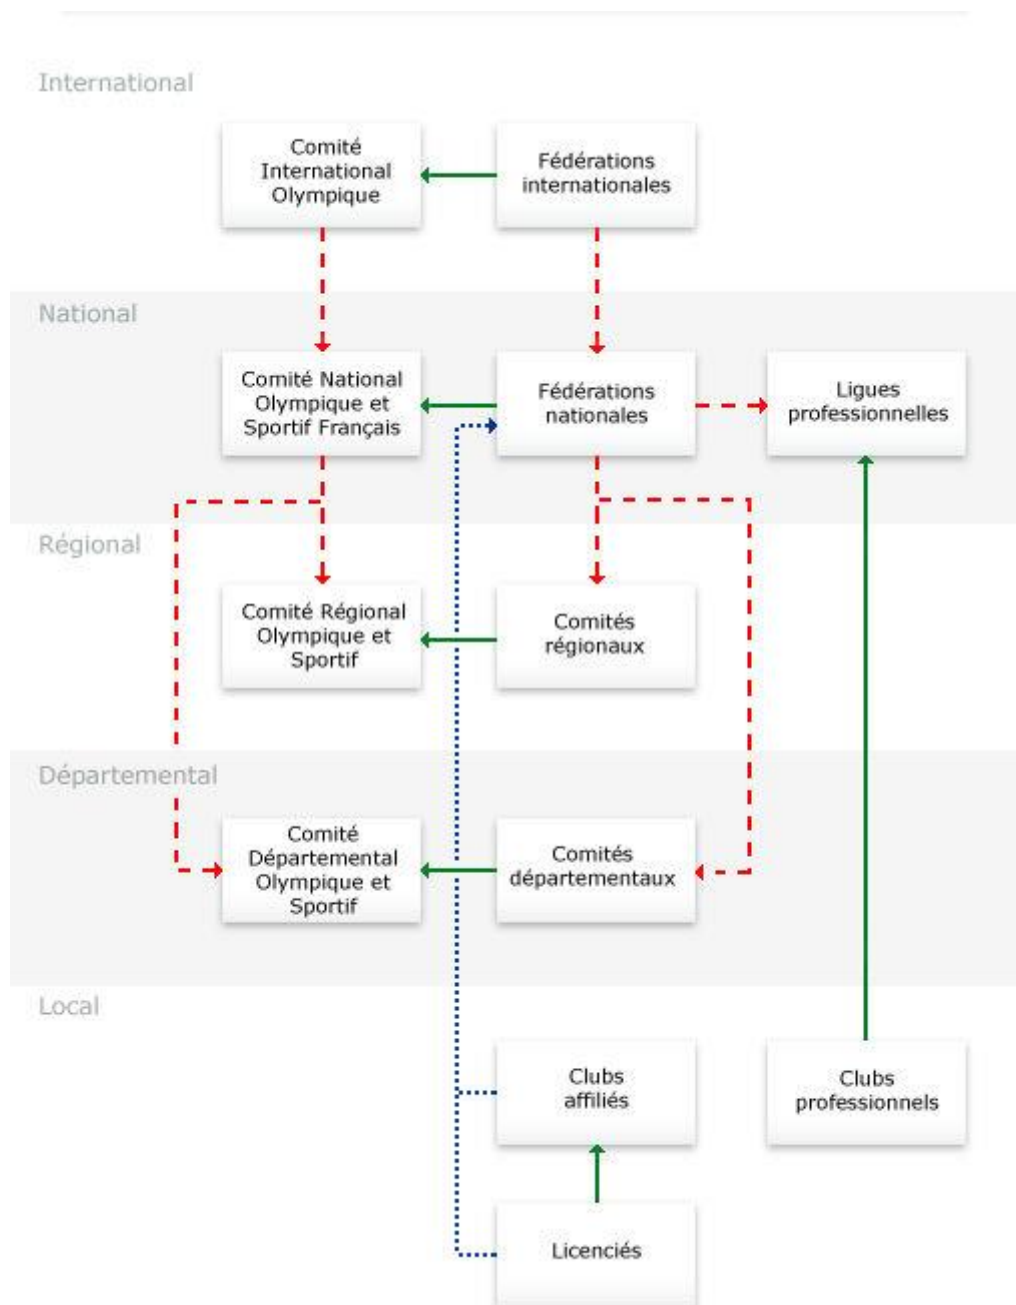 International
Comité
International
Olympique
Fédérations
internationales
National
Comité National
Olympique et
Sportif Français
Fédérations
nationales
Ligues
professionnelles
Régional
Comité Régional
Olympique et
Sportif
Comités
régionaux
Départemental
Comité
Départemental
Olympique et
Sportif
Comités
départementaux
Local
Clubs
affiliés
Clubs
professionnels
Licenciés